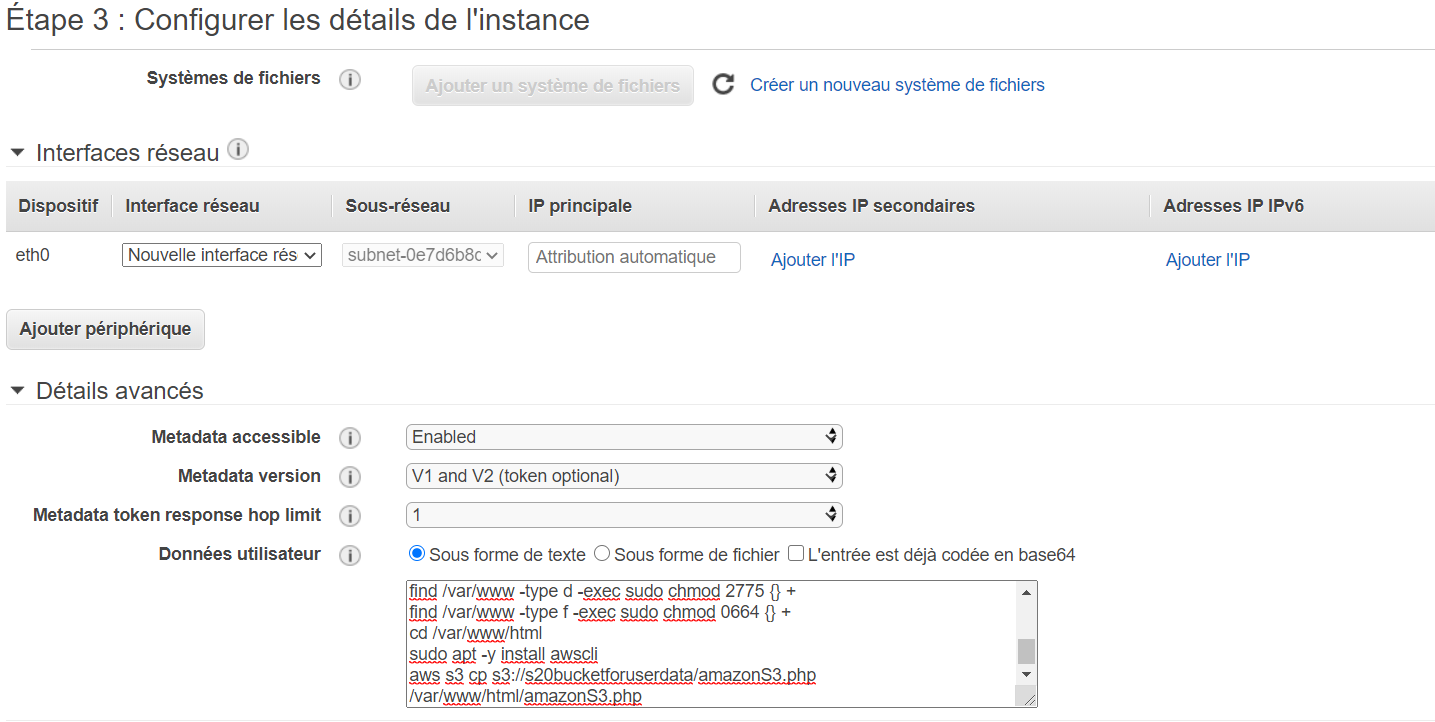 Étape 3 : Configurer les détails de l'instance
Systèmes de fichiers
Ajouter un système de fichiers
Créer un nouveau système de fichiers
Interfaces réseau
Dispositif Interface réseau Sous-réseau IP principale Adresses IP secondaires Adresses IP IPv6
eth0 Nouvelle interface rés subnet-0e7d6b8c Attribution automatique Ajouter l'IP Ajouter l'IP
Ajouter périphérique
Détails avancés
Metadata accessible Enabled
Metadata version V1 and V2 (token optional)
Metadata token response hop limit 1
Données utilisateur Sous forme de texte Sous forme de fichier L'entrée est déjà codée en base64
find /var/www -type d -exec sudo chmod 2775 {} +
find /var/www -type f -exec sudo chmod 0664 {} +
cd /var/www/html
sudo apt -y install awscli
aws s3 cp s3://s20bucketforuserdata/amazonS3.php
/var/www/html/amazonS3.php